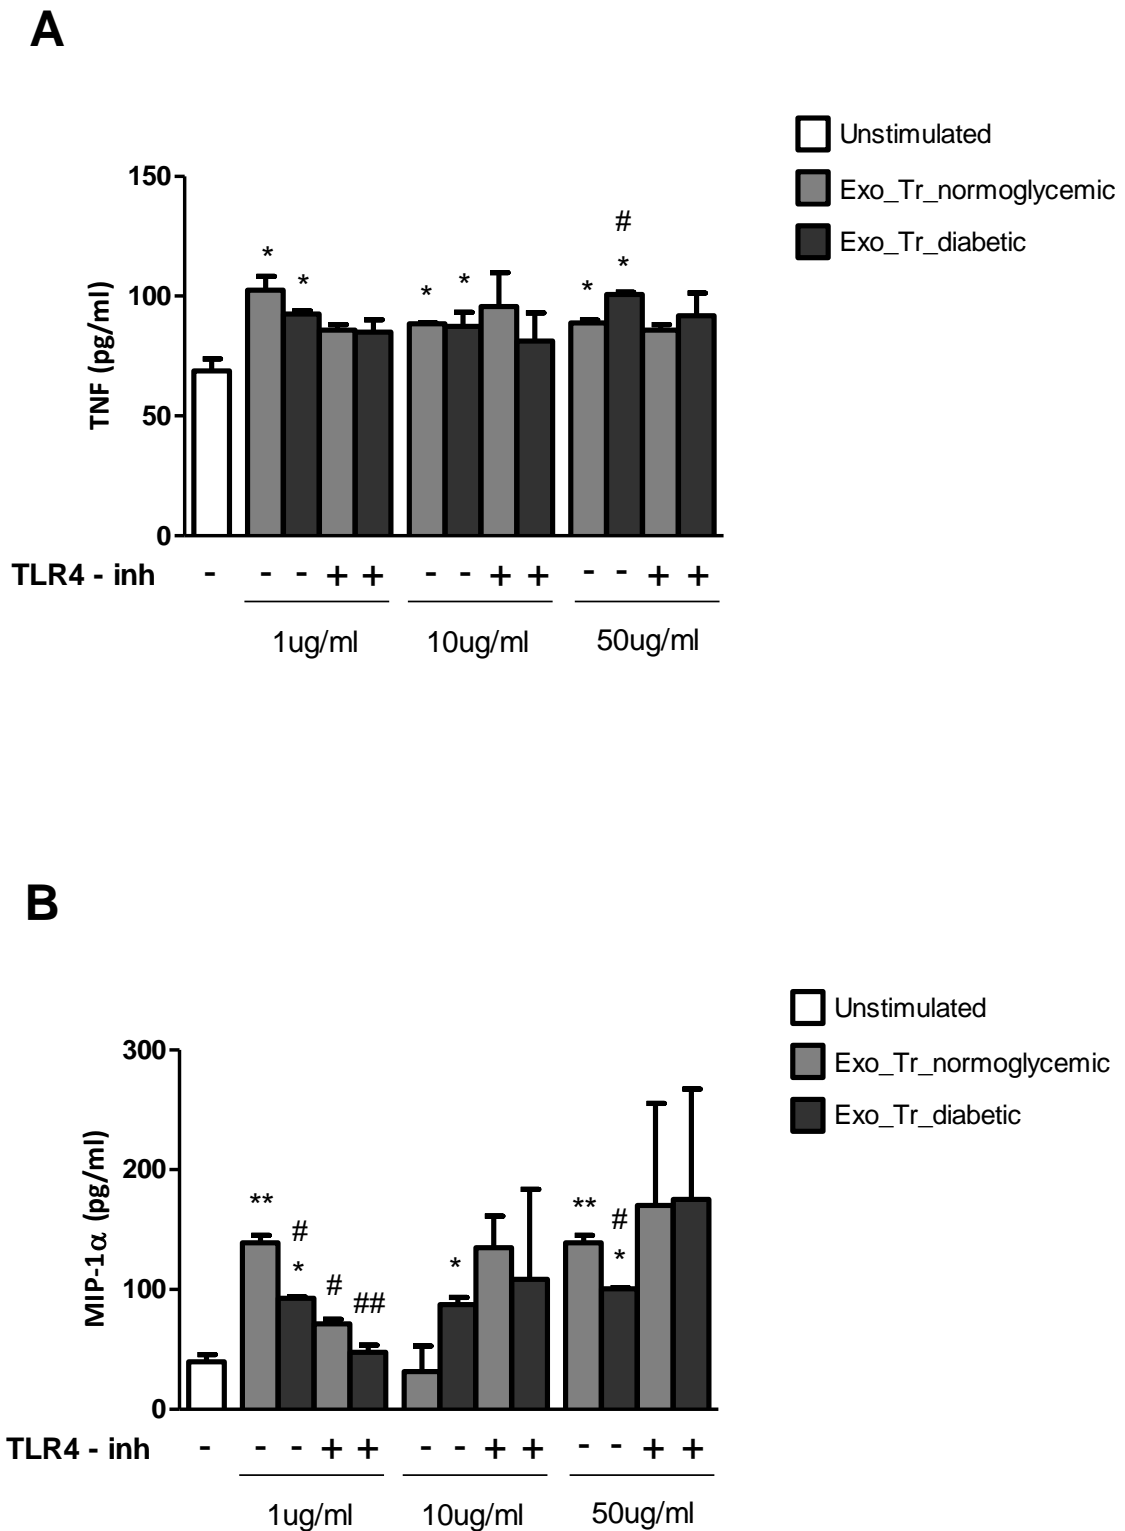 A
Unstimulated
Exo_Tr_normoglycemic
Exo_Tr_diabetic
TNF (pg/ml)
150
100
50
0
* * * * * # *
TLR4 - inh - - - + + - - + + - - + +
1ug/ml 10ug/ml 50ug/ml
B
Unstimulated
Exo_Tr_normoglycemic
Exo_Tr_diabetic
MIP-1α (pg/ml)
300
200
100
0
** # * # ## * ** # *
TLR4 - inh - - - + + - - + + - - + +
1ug/ml 10ug/ml 50ug/ml